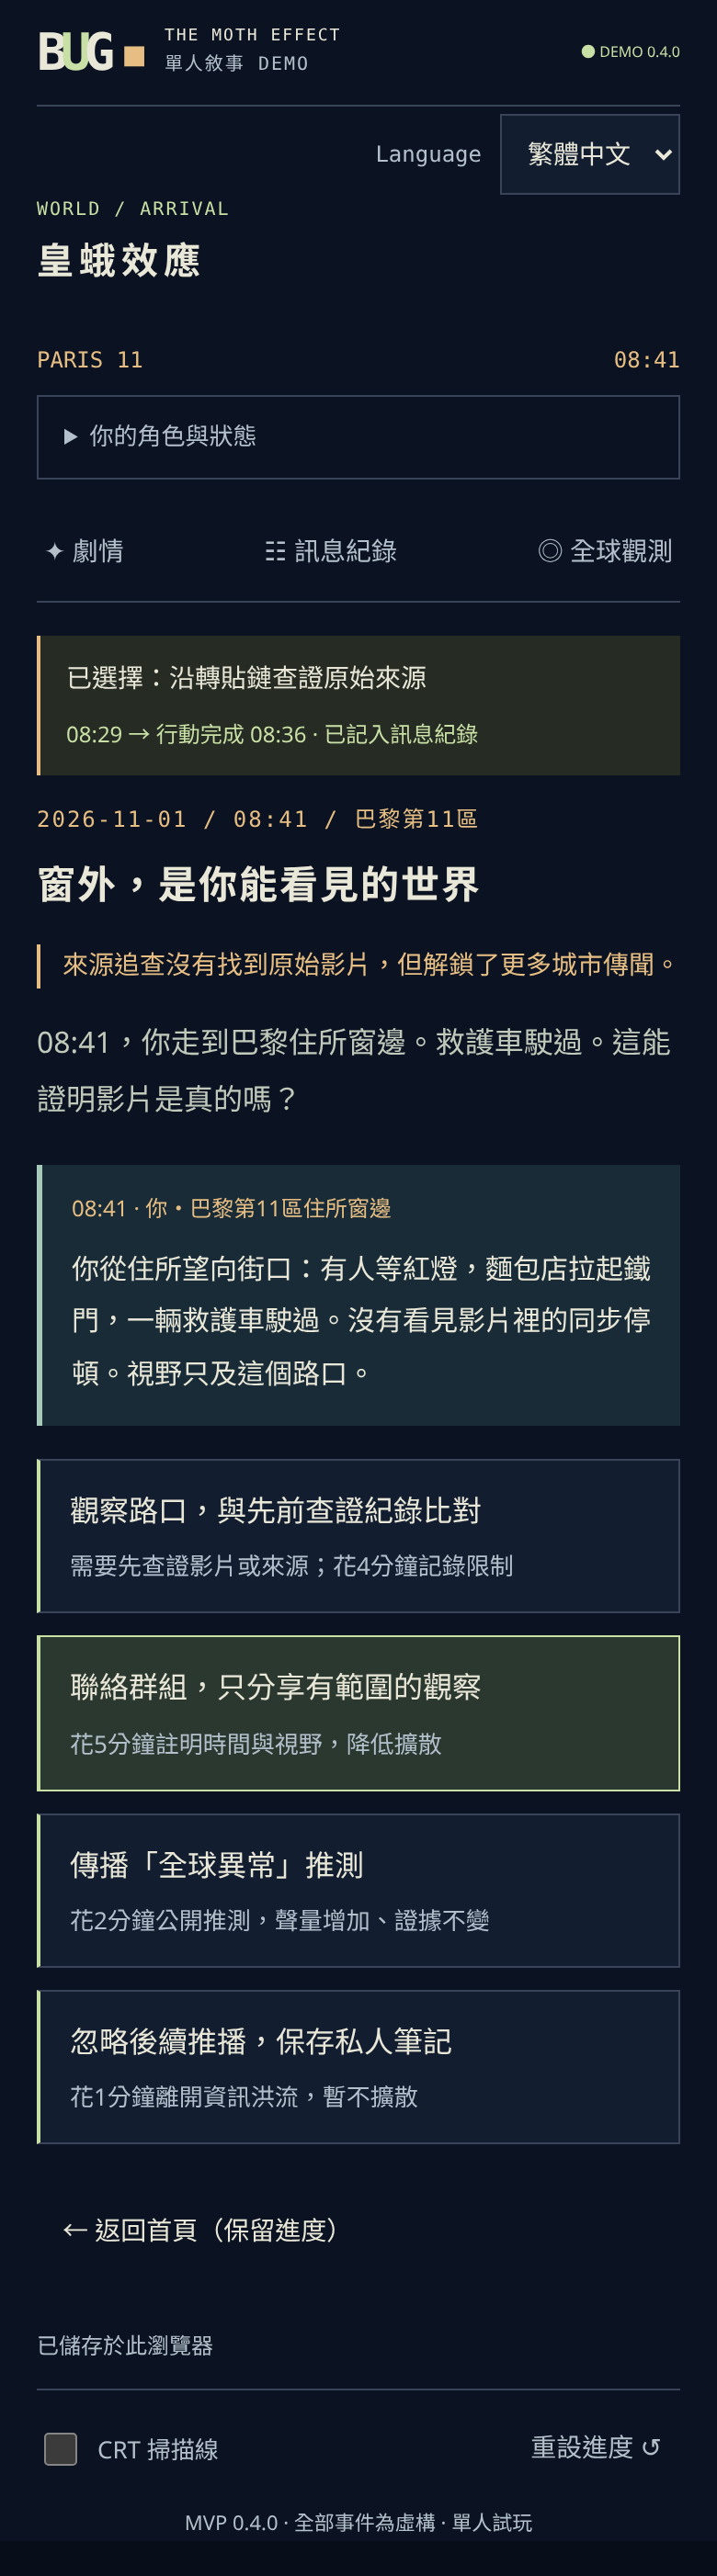 BUG
THE MOTH EFFECT
單人敘事 DEMO
DEMO 0.4.0
Language
繁體中文
WORLD / ARRIVAL
皇蛾效應
PARIS 11
08:41
▶ 你的角色與狀態
✦ 劇情
☷ 訊息紀錄
◎ 全球觀測
已選擇：沿轉貼鏈查證原始來源
08:29 → 行動完成 08:36 · 已記入訊息紀錄
2026-11-01 / 08:41 / 巴黎第11區
窗外，是你能看見的世界
來源追查沒有找到原始影片，但解鎖了更多城市傳聞。
08:41，你走到巴黎住所窗邊。救護車駛過。這能
證明影片是真的嗎？
08:41 · 你・巴黎第11區住所窗邊
你從住所望向街口：有人等紅燈，麵包店拉起鐵
門，一輛救護車駛過。沒有看見影片裡的同步停
頓。視野只及這個路口。
觀察路口，與先前查證紀錄比對
需要先查證影片或來源；花4分鐘記錄限制
聯絡群組，只分享有範圍的觀察
花5分鐘註明時間與視野，降低擴散
傳播「全球異常」推測
花2分鐘公開推測，聲量增加、證據不變
忽略後續推播，保存私人筆記
花1分鐘離開資訊洪流，暫不擴散
← 返回首頁（保留進度）
已儲存於此瀏覽器
CRT 掃描線
重設進度 ↺
MVP 0.4.0 · 全部事件為虛構 · 單人試玩